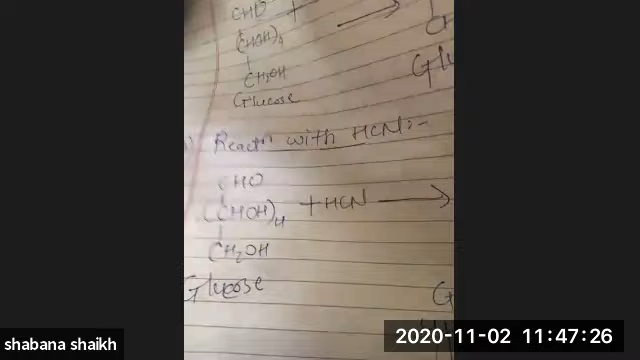 CHO +
(CHOH)4
CH2OH
Glucose
Reactn with HCN:-
CHO
(CHOH)4 + HCN →
CH2OH
Glucose
shabana shaikh
2020-11-02 11:47:26